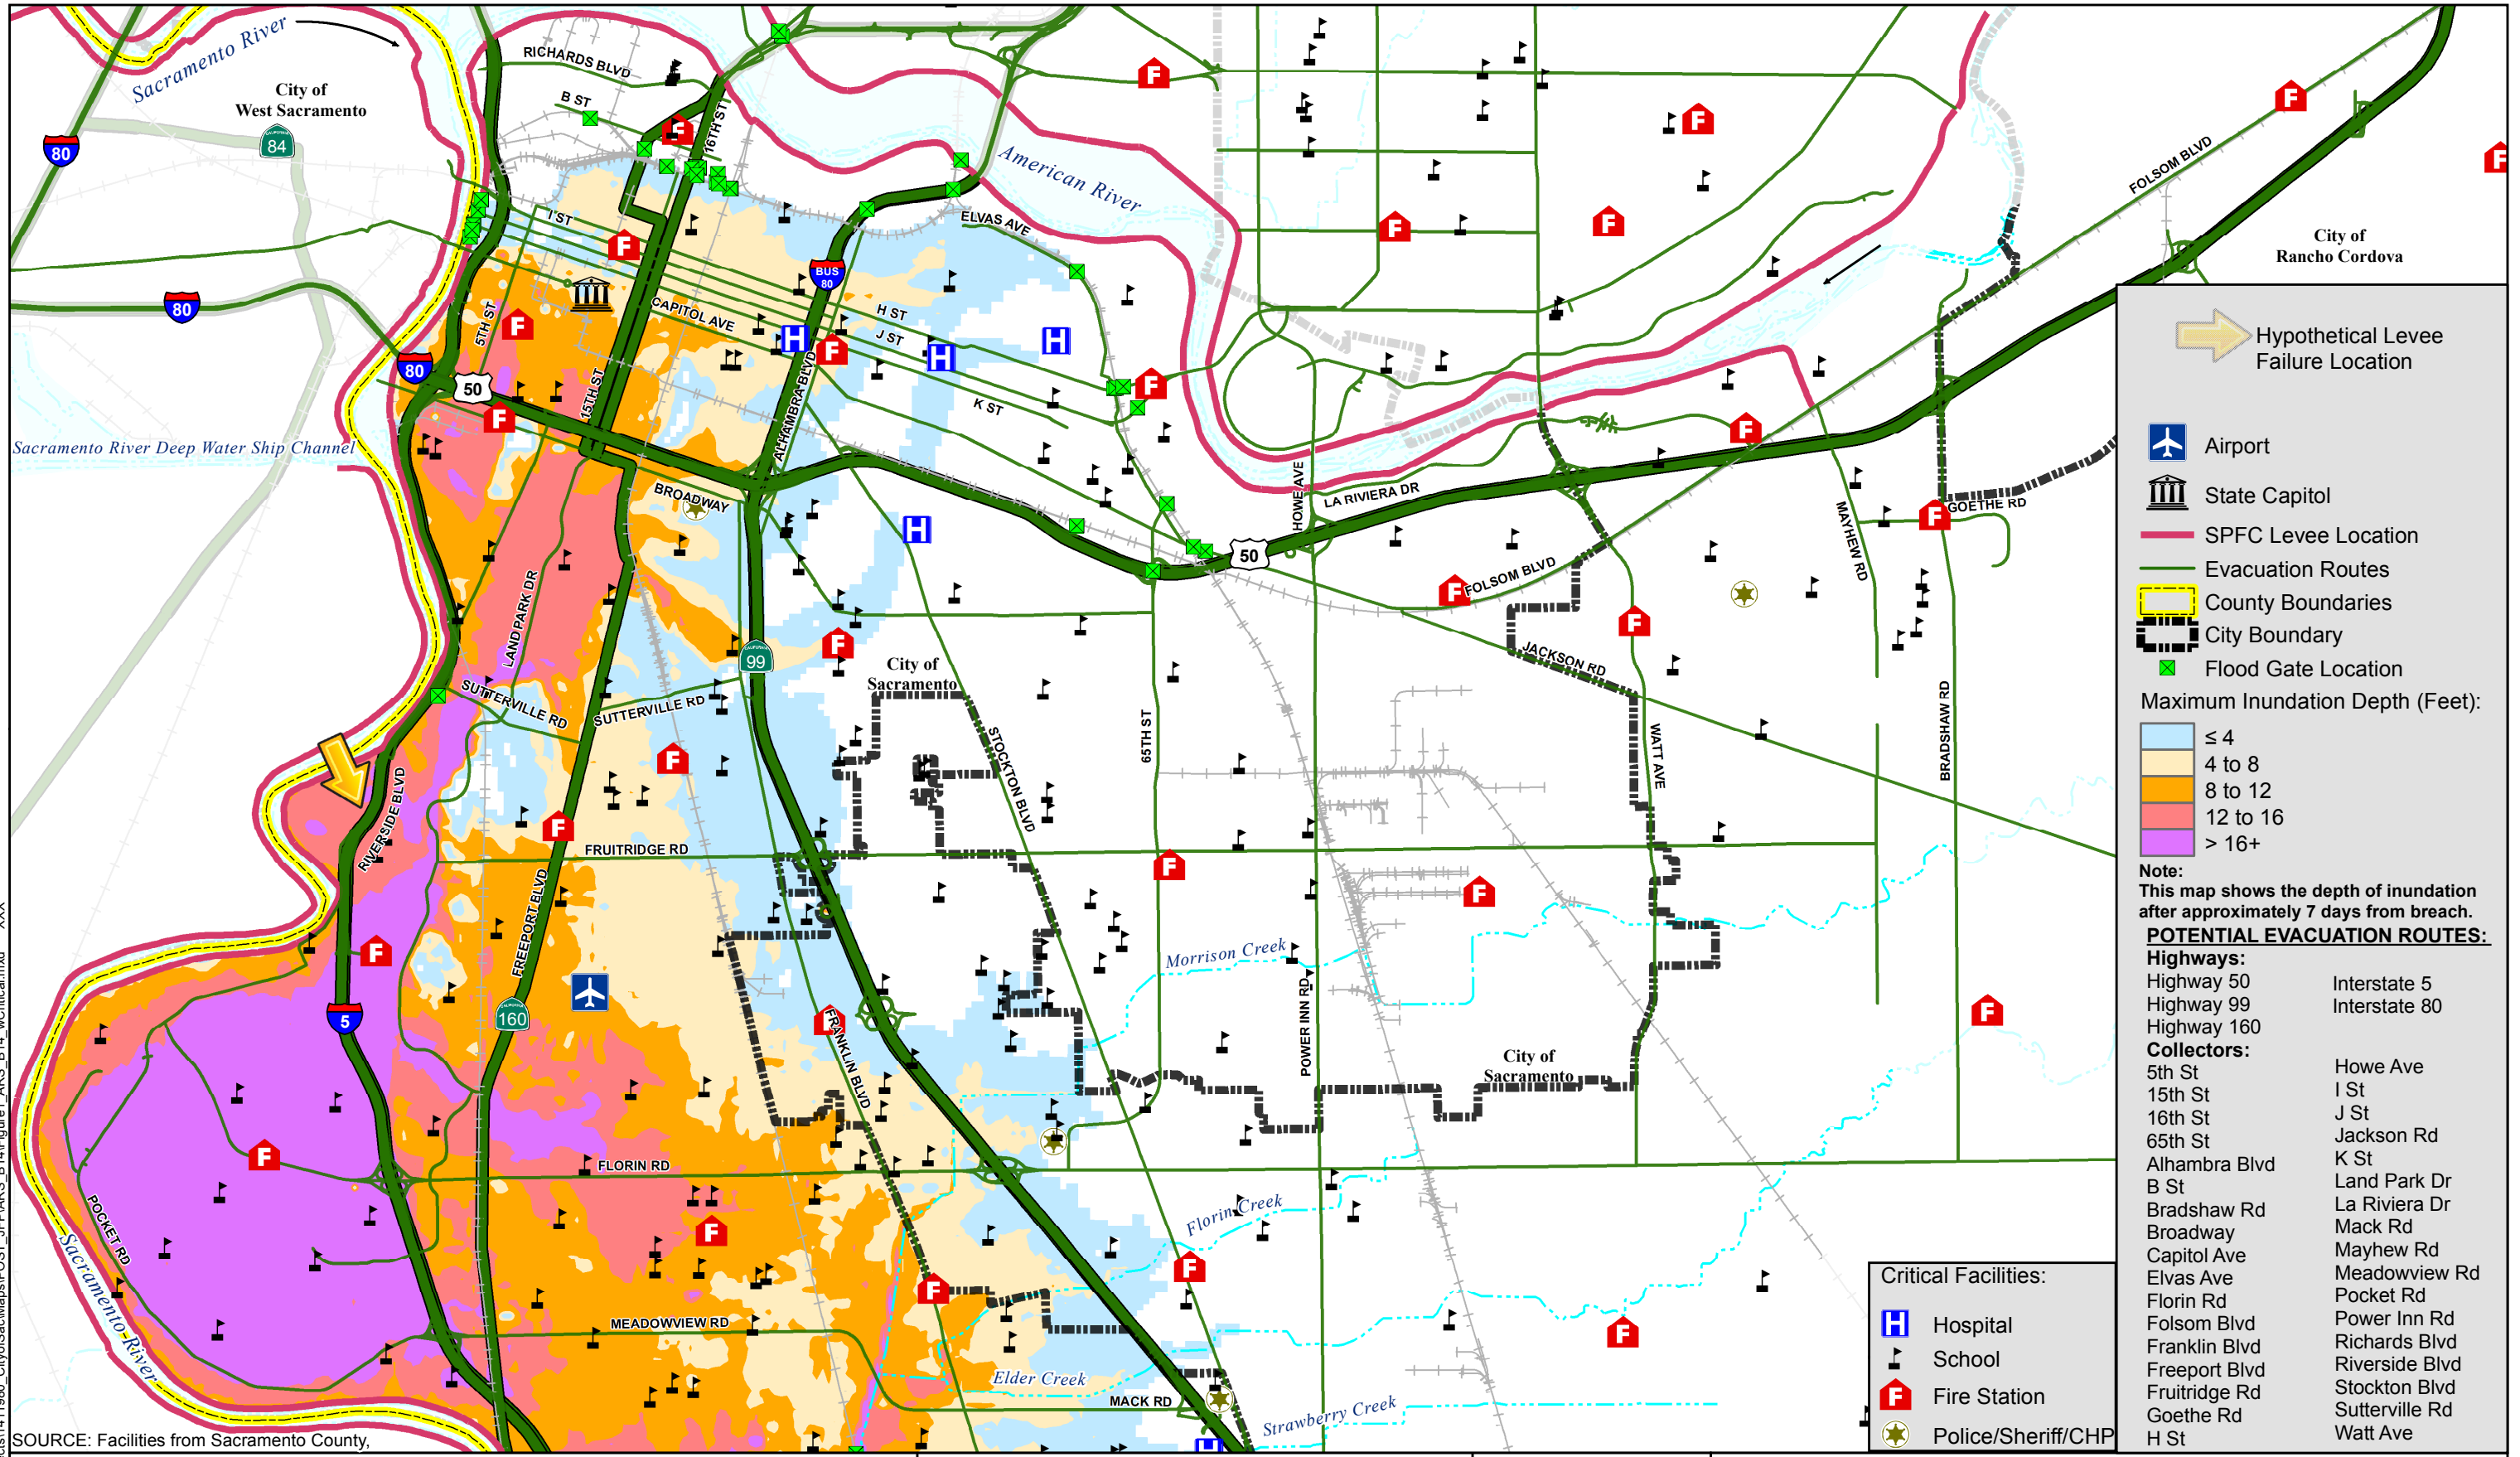 Sacramento River
City of
West Sacramento
84
80
80
80
50
RICHARDS BLVD
B ST
16TH ST
I ST
American River
ELVAS AVE
FOLSOM BLVD
City of
Rancho Cordova
BUS
80
5TH ST
CAPITOL AVE
H ST
J ST
K ST
15TH ST
ALHAMBRA BLVD
Sacramento River Deep Water Ship Channel
BROADWAY
HOWE AVE
LA RIVIERA DR
50
MAYHEW RD
GOETHE RD
FOLSOM BLVD
LAND PARK DR
CALIFORNIA
99
City of
Sacramento
JACKSON RD
SUTTERVILLE RD
SUTTERVILLE RD
STOCKTON BLVD
65TH ST
WATT AVE
BRADSHAW RD
RIVERSIDE BLVD
FRUITRIDGE RD
FREEPORT BLVD
Morrison Creek
POWER INN RD
5
CALIFORNIA
160
FRANKLIN BLVD
City of
Sacramento
FLORIN RD
POCKET RD
Florin Creek
Sacramento River
MEADOWVIEW RD
Elder Creek
MACK RD
Strawberry Creek
SOURCE: Facilities from Sacramento County,
Hypothetical Levee
Failure Location
Airport
State Capitol
SPFC Levee Location
Evacuation Routes
County Boundaries
City Boundary
Flood Gate Location
Maximum Inundation Depth (Feet):
≤ 4
4 to 8
8 to 12
12 to 16
> 16+
Note:
This map shows the depth of inundation
after approximately 7 days from breach.
POTENTIAL EVACUATION ROUTES:
Highways:
Highway 50
Highway 99
Highway 160
Interstate 5
Interstate 80
Collectors:
5th St
15th St
16th St
65th St
Alhambra Blvd
B St
Bradshaw Rd
Broadway
Capitol Ave
Elvas Ave
Florin Rd
Folsom Blvd
Franklin Blvd
Freeport Blvd
Fruitridge Rd
Goethe Rd
H St
Howe Ave
I St
J St
Jackson Rd
K St
Land Park Dr
La Riviera Dr
Mack Rd
Mayhew Rd
Meadowview Rd
Pocket Rd
Power Inn Rd
Richards Blvd
Riverside Blvd
Stockton Blvd
Sutterville Rd
Watt Ave
Critical Facilities:
H Hospital
School
F Fire Station
Police/Sheriff/CHP